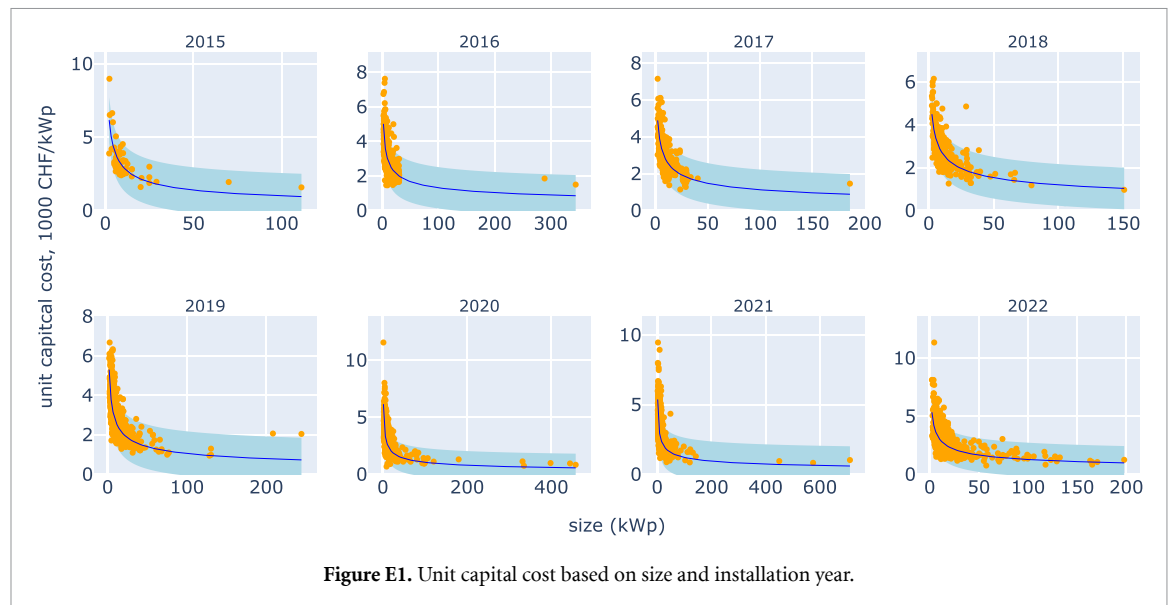 2015 2016 2017 2018
10 8 6
5 6 4 2 0
4 2 0 6 4 2 0
0
0 50 100 0 100 200 300 0 50 100 150 200 0 50 100 150
unit capitcal cost, 1000 CHF/kWp
2019 2020 2021 2022
8 6 4 2 0
10 5 0
10 5 0
10 5 0
0 100 200 0 200 400 0 200 400 600 0 50 100 150 200
size (kWp)
Figure E1. Unit capital cost based on size and installation year.